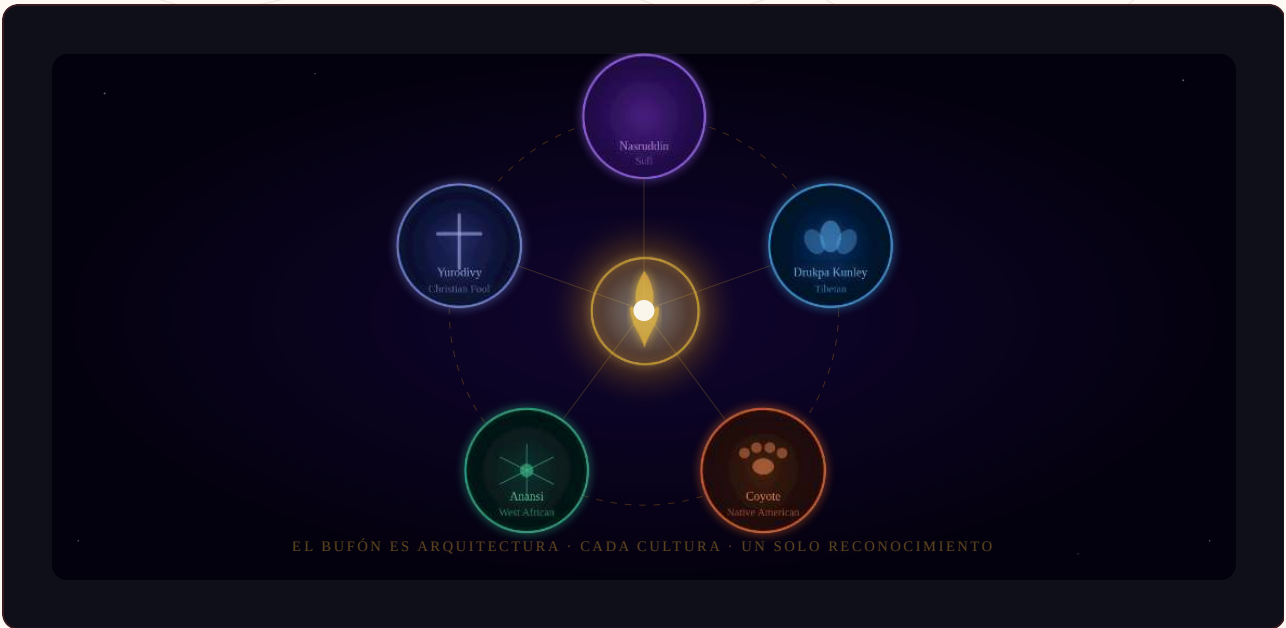 Nasruddin
Sufi
Yurodivy
Christian Fool
Drukpa Kunley
Tibetan
Anansi
West African
Coyote
Native American
EL BUFÓN ES ARQUITECTURA · CADA CULTURA · UN SOLO RECONOCIMIENTO